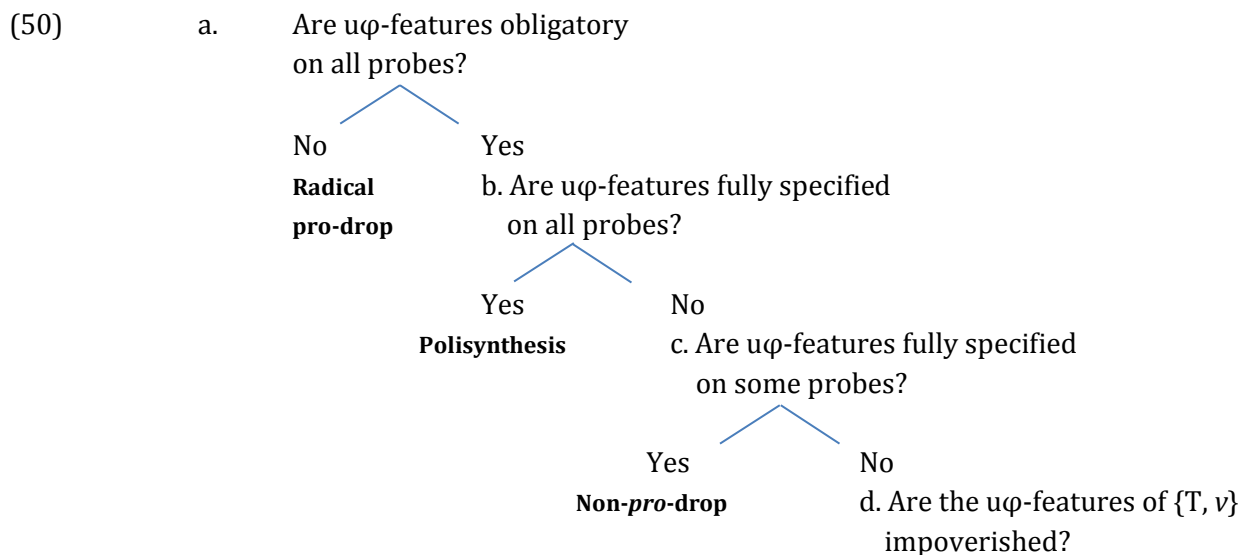 (50) a. Are uφ-features obligatory
on all probes?
No Yes
Radical b. Are uφ-features fully specified
pro-drop on all probes?
Yes No
Polisynthesis c. Are uφ-features fully specified
on some probes?
Yes No
Non-pro-drop d. Are the uφ-features of {T, v}
impoverished?